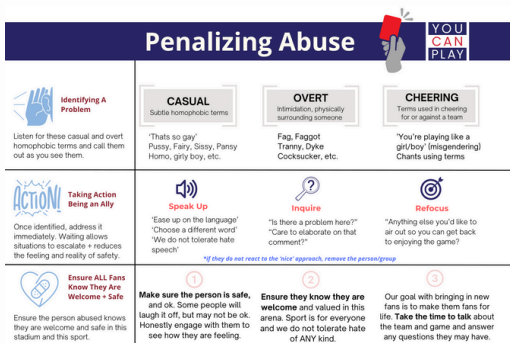 Penalizing Abuse
YOU
CAN
PLAY
Identifying A
Problem
Listen for these casual and overt
homophobic terms and call them
out as you see them.
CASUAL
Subtle homophobic terms
'Thats so gay'
Pussy, Fairy, Sissy, Pansy
Homo, girly boy, etc.
OVERT
Intimidation, physically
surrounding someone
Fag, Faggot
Tranny, Dyke
Cocksucker, etc.
CHEERING
Terms used in cheering
for or against a team
'You're playing like a
girl/boy' (misgendering)
Chants using terms
ACTION!
Taking Action
Being an Ally
Once identified, address it
immediately. Waiting allows
situations to escalate + reduces
the feeling and reality of safety.
Speak Up
'Ease up on the language'
'Choose a different word'
'We do not tolerate hate
speech'
Inquire
"Is there a problem here?"
"Care to elaborate on that
comment?"
Refocus
"Anything else you'd like to
air out so you can get back
to enjoying the game?"
*if they do not react to the 'nice' approach, remove the person/group
Ensure ALL Fans
Know They Are
Welcome + Safe
Ensure the person abused knows
they are welcome and safe in this
stadium and this sport.
1
Make sure the person is safe,
and ok. Some people will
laugh it off, but may not be ok.
Honestly engage with them to
see how they are feeling.
2
Ensure they know they are
welcome and valued in this
arena. Sport is for everyone
and we do not tolerate hate
of ANY kind.
3
Our goal with bringing in new
fans is to make them fans for
life. Take the time to talk about
the team and game and answer
any questions they may have.